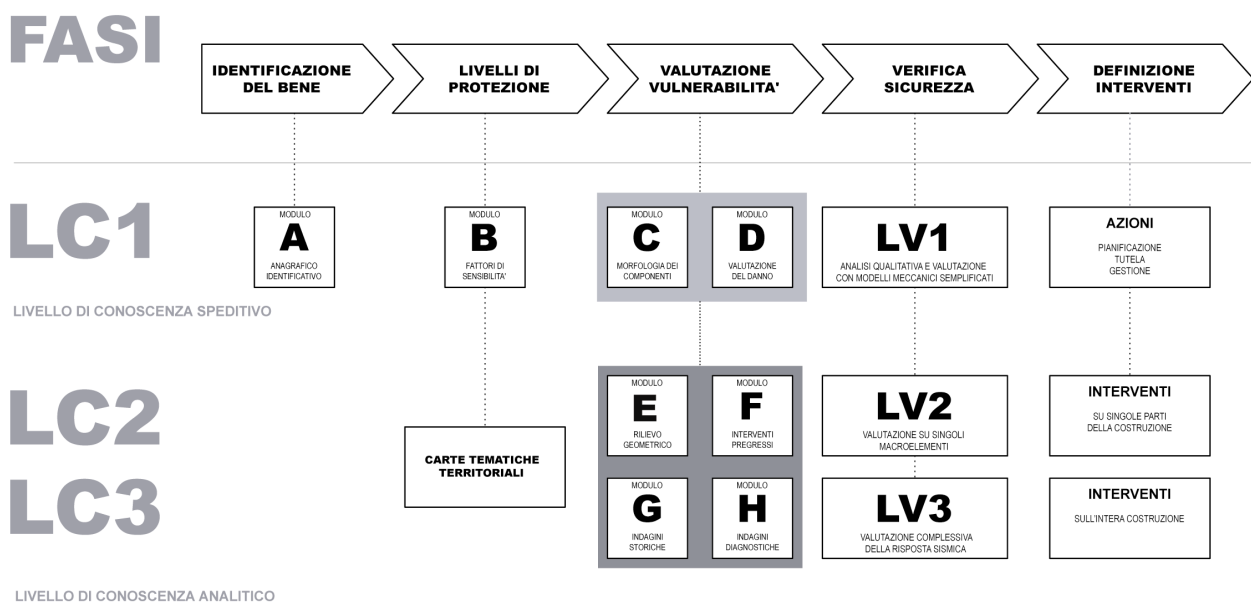 FASI
IDENTIFICAZIONE
DEL BENE
LIVELLI DI
PROTEZIONE
VALUTAZIONE
VULNERABILITA'
VERIFICA
SICUREZZA
DEFINIZIONE
INTERVENTI
LC1
LIVELLO DI CONOSCENZA SPEDITIVO
MODULO
A
ANAGRAFICO
IDENTIFICATIVO
MODULO
B
FATTORI DI
SENSIBILITA'
MODULO
C
MORFOLOGIA DEI
COMPONENTI
MODULO
D
VALUTAZIONE
DEL DANNO
LV1
ANALISI QUALITATIVA E VALUTAZIONE
CON MODELLI MECCANICI SEMPLIFICATI
AZIONI
PIANIFICAZIONE
TUTELA
GESTIONE
LC2
LC3
LIVELLO DI CONOSCENZA ANALITICO
CARTE TEMATICHE
TERRITORIALI
MODULO
E
RILIEVO
GEOMETRICO
MODULO
F
INTERVENTI
PREGRESSI
LV2
VALUTAZIONE SU SINGOLI
MACROELEMENTI
INTERVENTI
SU SINGOLE PARTI
DELLA COSTRUZIONE
MODULO
G
INDAGINI
STORICHE
MODULO
H
INDAGINI
DIAGNOSTICHE
LV3
VALUTAZIONE COMPLESSIVA
DELLA RISPOSTA SISMICA
INTERVENTI
SULL'INTERA COSTRUZIONE